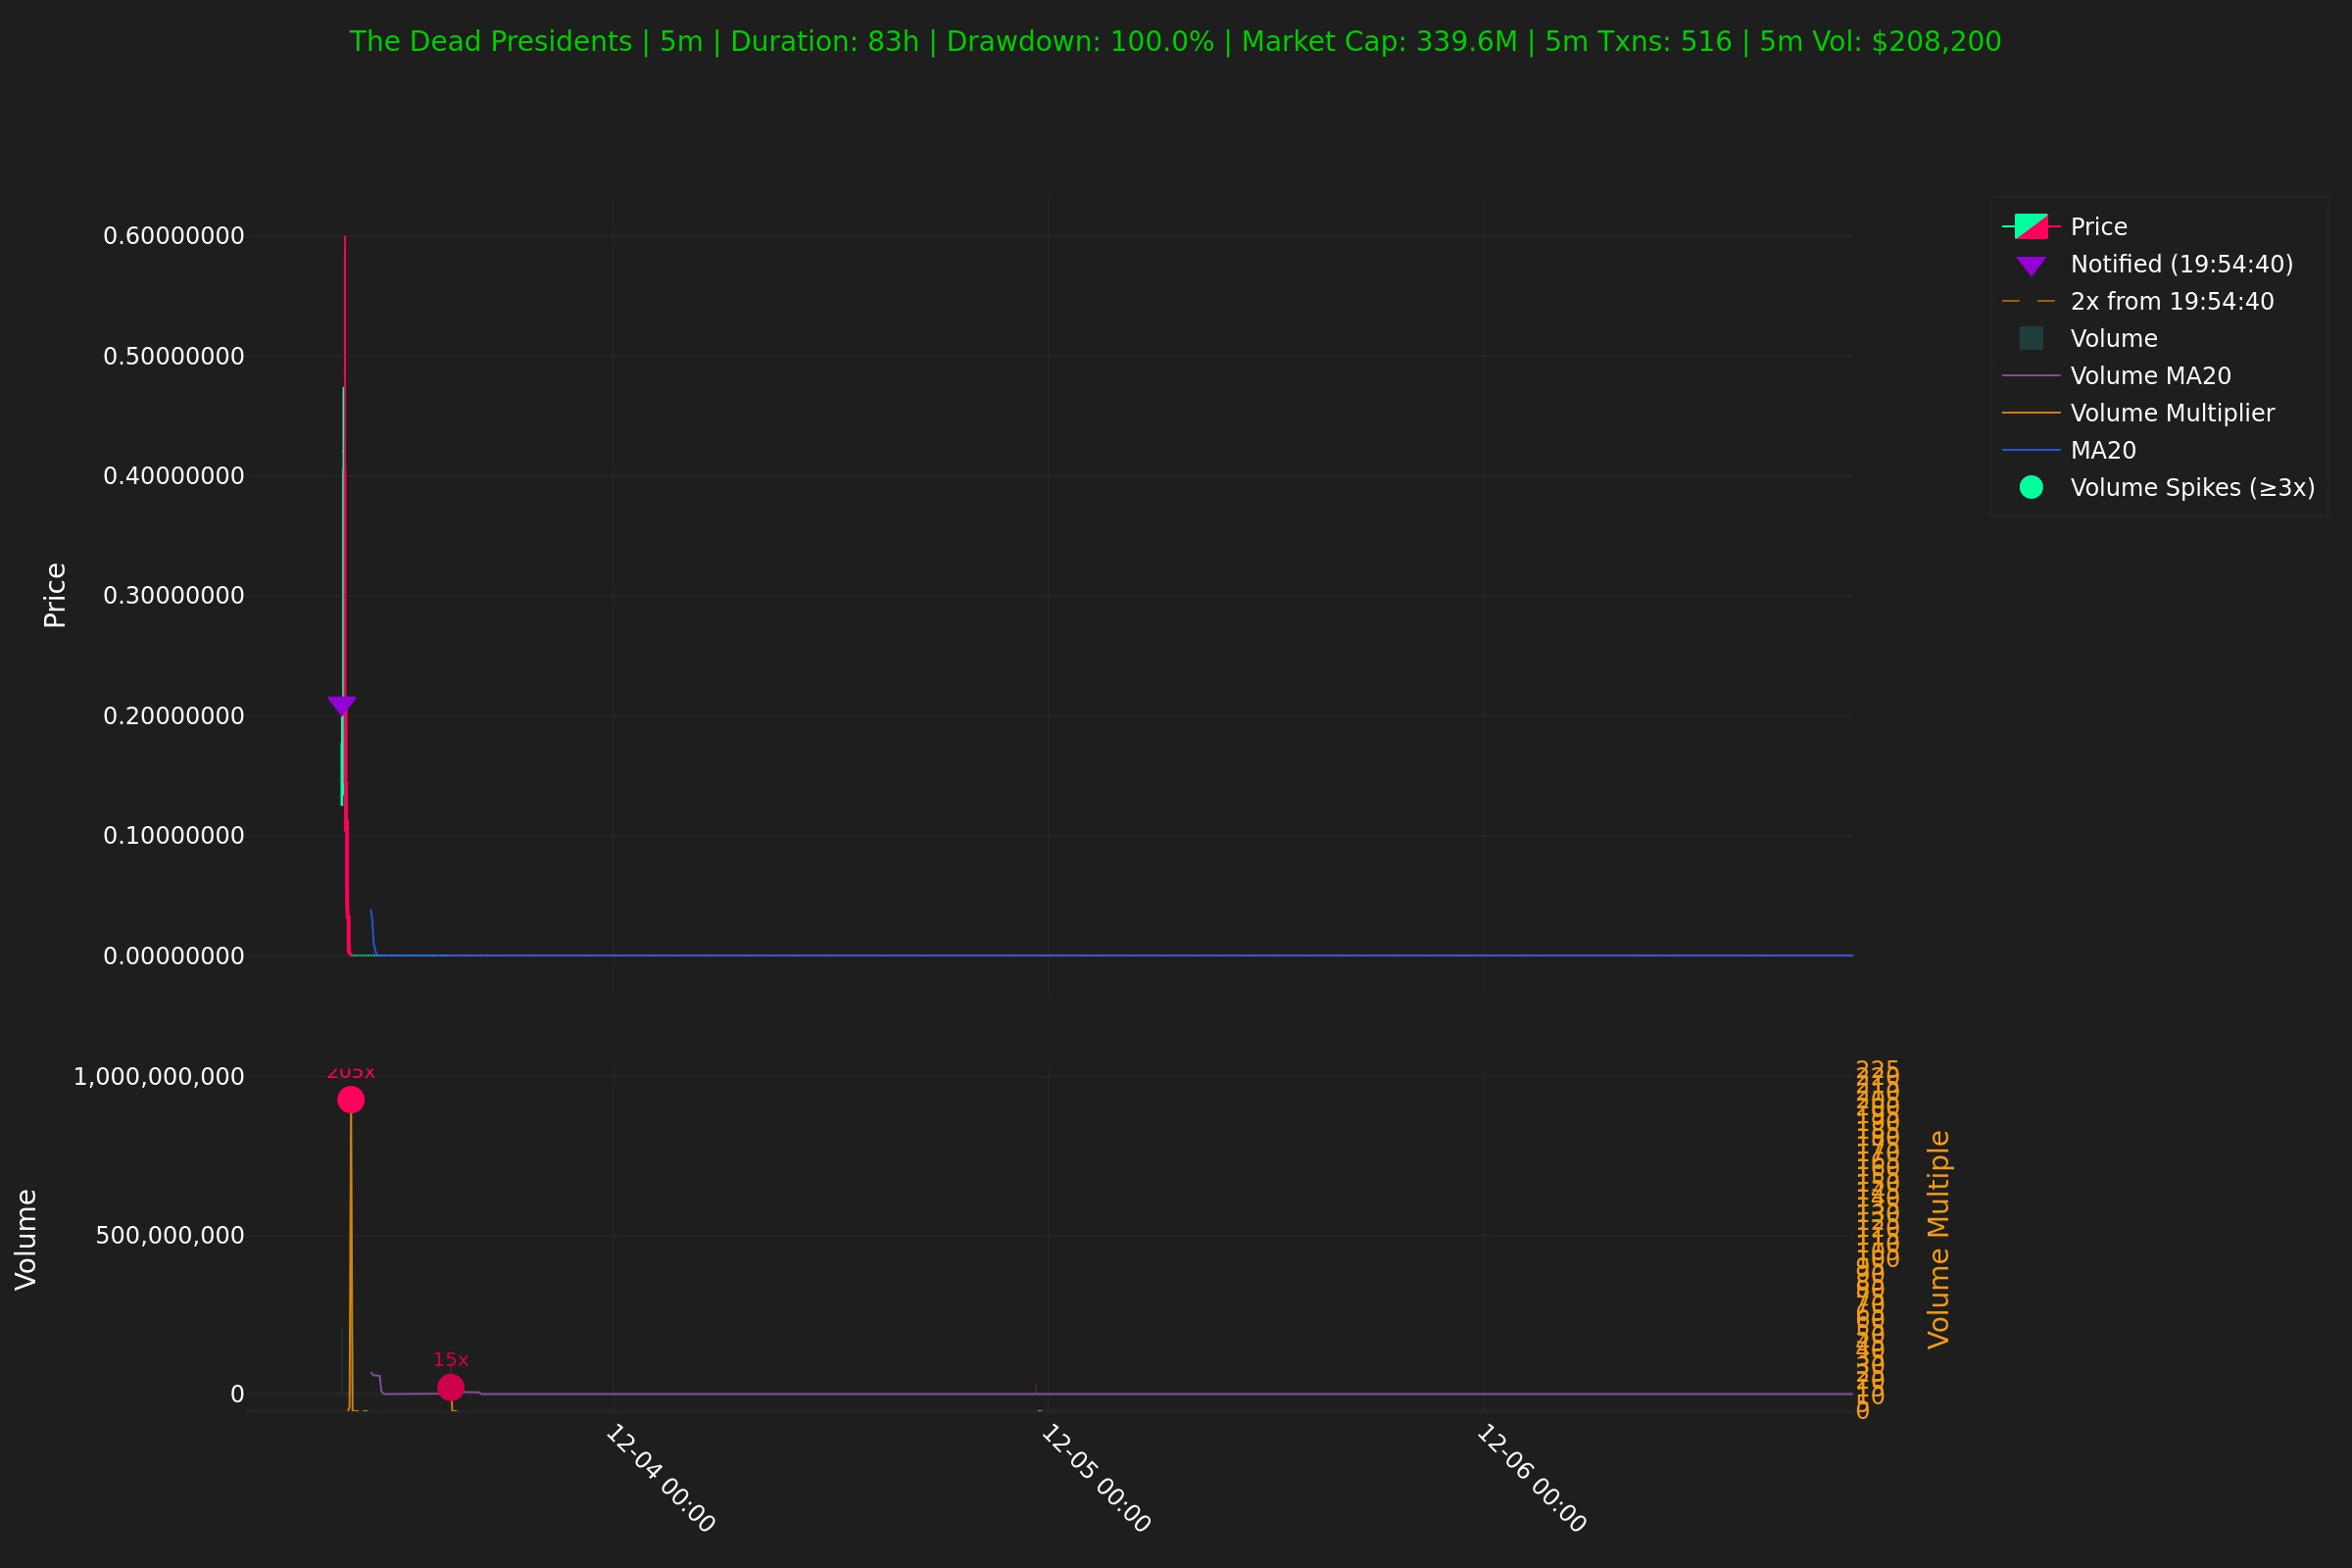 The Dead Presidents | 5m | Duration: 83h | Drawdown: 100.0% | Market Cap: 339.6M | 5m Txns: 516 | 5m Vol: $208,200
Price
0.60000000
0.50000000
0.40000000
0.30000000
0.20000000
0.10000000
0.00000000
Price
Notified (19:54:40)
2x from 19:54:40
Volume
Volume MA20
Volume Multiplier
MA20
Volume Spikes (≥3x)
Volume
1,000,000,000
500,000,000
0
205x
15x
Volume Multiple
12-04 00:00
12-05 00:00
12-06 00:00